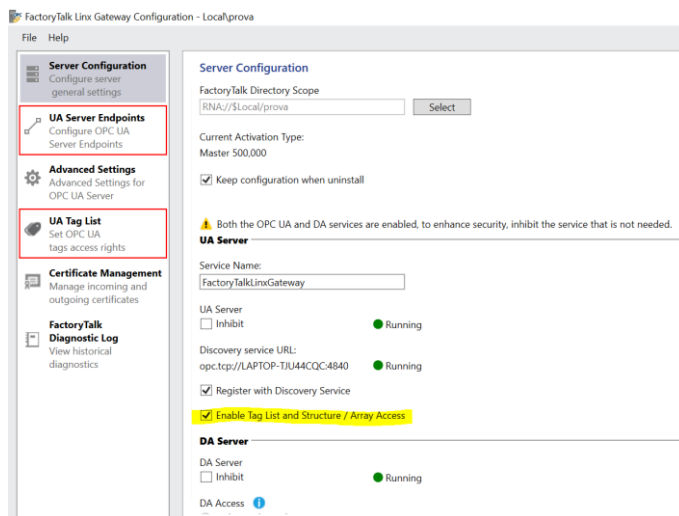 FactoryTalk Linx Gateway Configuration - Local\prova
File Help
Server Configuration
Configure server
general settings
UA Server Endpoints
Configure OPC UA
Server Endpoints
Advanced Settings
Advanced Settings for
OPC UA Server
UA Tag List
Set OPC UA
tags access rights
Certificate Management
Manage incoming and
outgoing certificates
FactoryTalk
Diagnostic Log
View historical
diagnostics
Server Configuration
FactoryTalk Directory Scope
RNA://$Local/prova
Select
Current Activation Type:
Master 500,000
Keep configuration when uninstall
Both the OPC UA and DA services are enabled, to enhance security, inhibit the service that is not needed.
UA Server
Service Name:
FactoryTalkLinxGateway
UA Server
Inhibit
Running
Discovery service URL:
opc.tcp://LAPTOP-TJU44CQC:4840
Running
Register with Discovery Service
Enable Tag List and Structure / Array Access
DA Server
DA Server
Inhibit
Running
DA Access